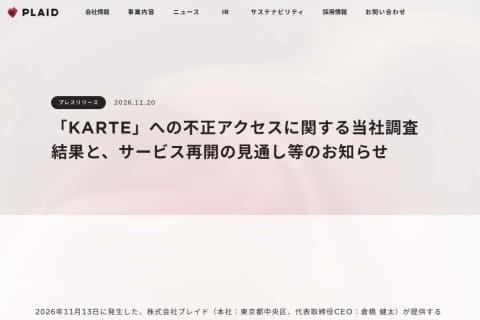 PLAID
会社情報 事業内容 ニュース IR サステナビリティ 採用情報 お問い合わせ
プレスリリース 2026.11.20
「KARTE」への不正アクセスに関する当社調査
結果と、サービス再開の見通し等のお知らせ
2026年11月13日に発生した、株式会社プレイド（本社：東京都中央区、代表取締役CEO：倉橋 健太）が提供する